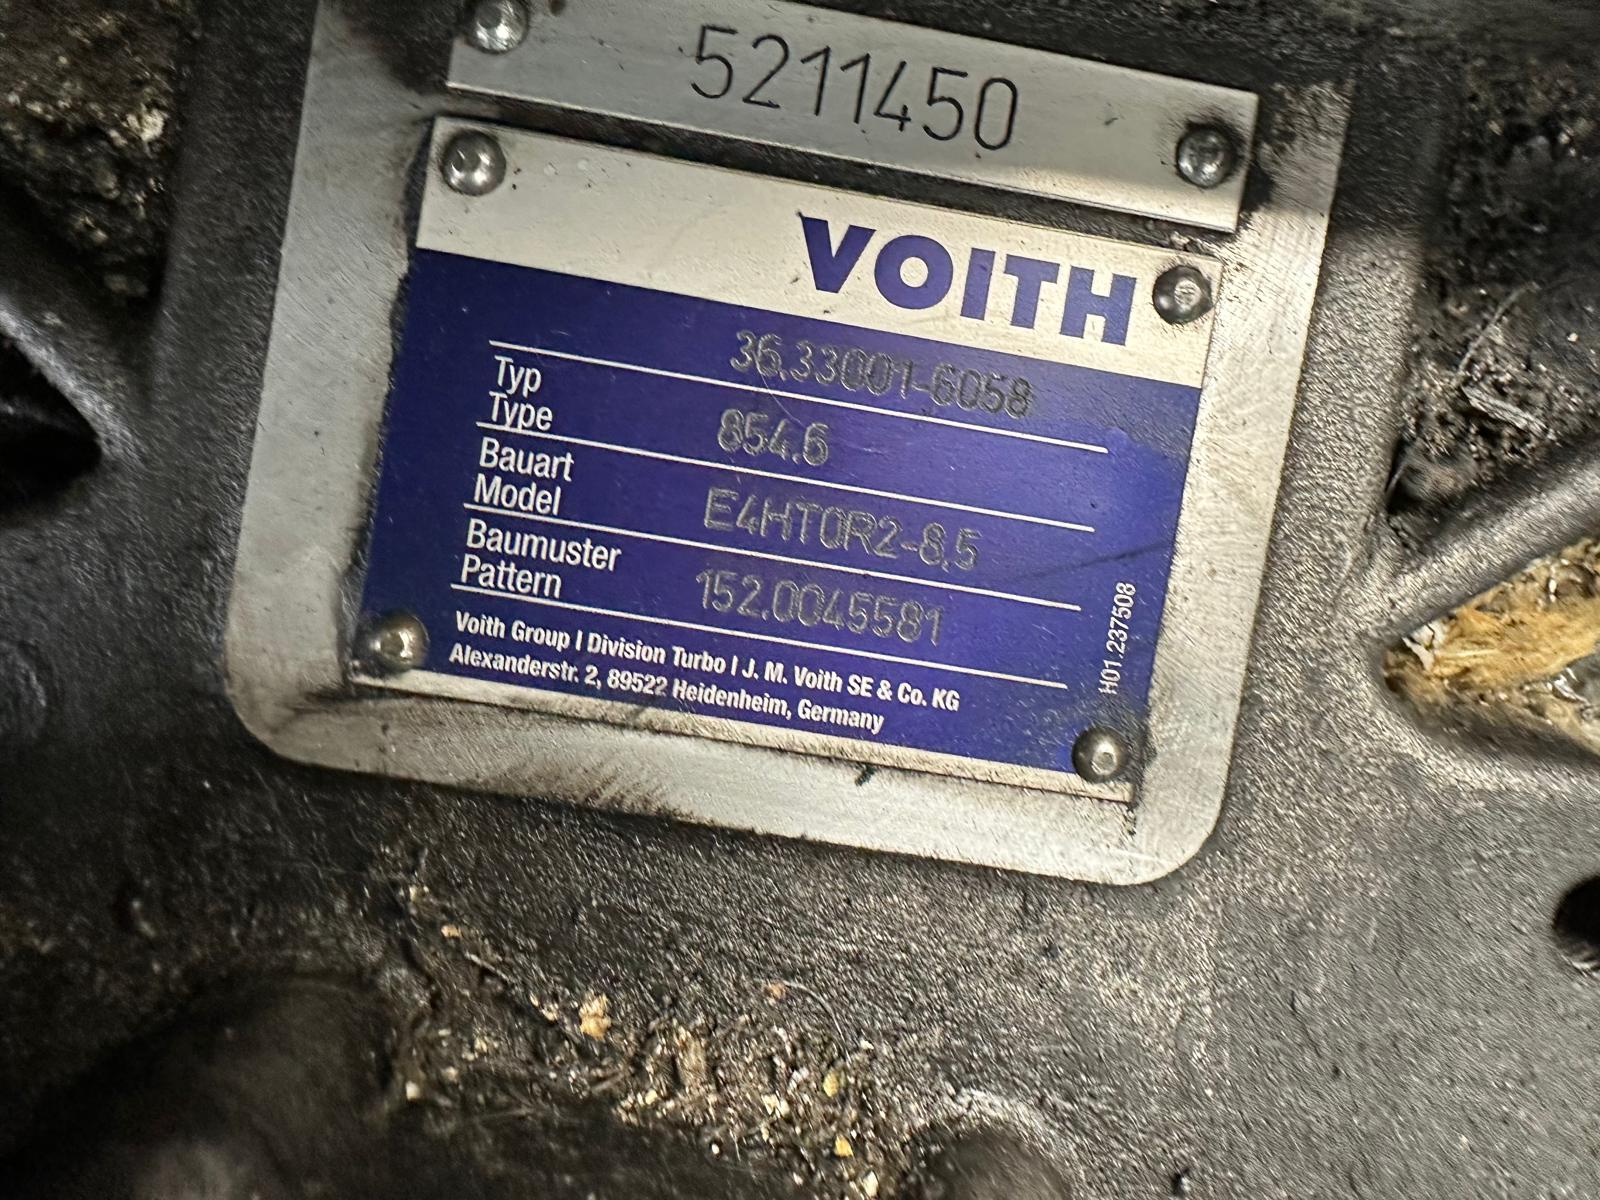 5211450
VOITH
36.33001-6058
Typ
Type
854.6
Bauart
Model
E4HTOR2-8.5
Baumuster
Pattern
152.0045581
Voith Group | Division Turbo | J. M. Voith SE & Co. KG
Alexanderstr. 2, 89522 Heidenheim, Germany
H01.237508